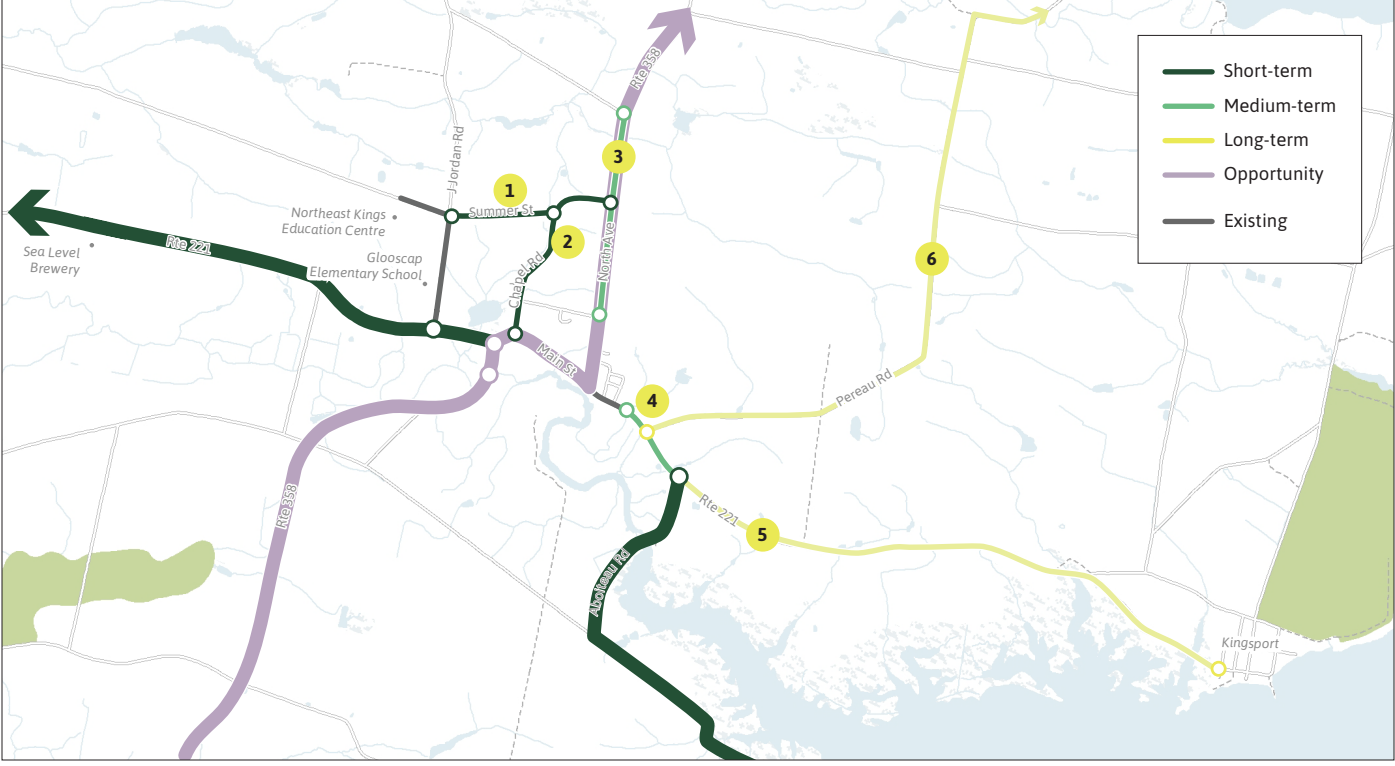 Short-term
Medium-term
Long-term
Opportunity
Existing
Rte 358
3
J Jordan Rd
1
Summer St
Northeast Kings
Education Centre
2
Rte 221
Sea Level
Brewery
Glooscap
Elementary School
Chapel Rd
North Ave
6
Main St
Pereau Rd
4
Rte 358
Rte 221
5
Aboiteau Rd
Kingsport